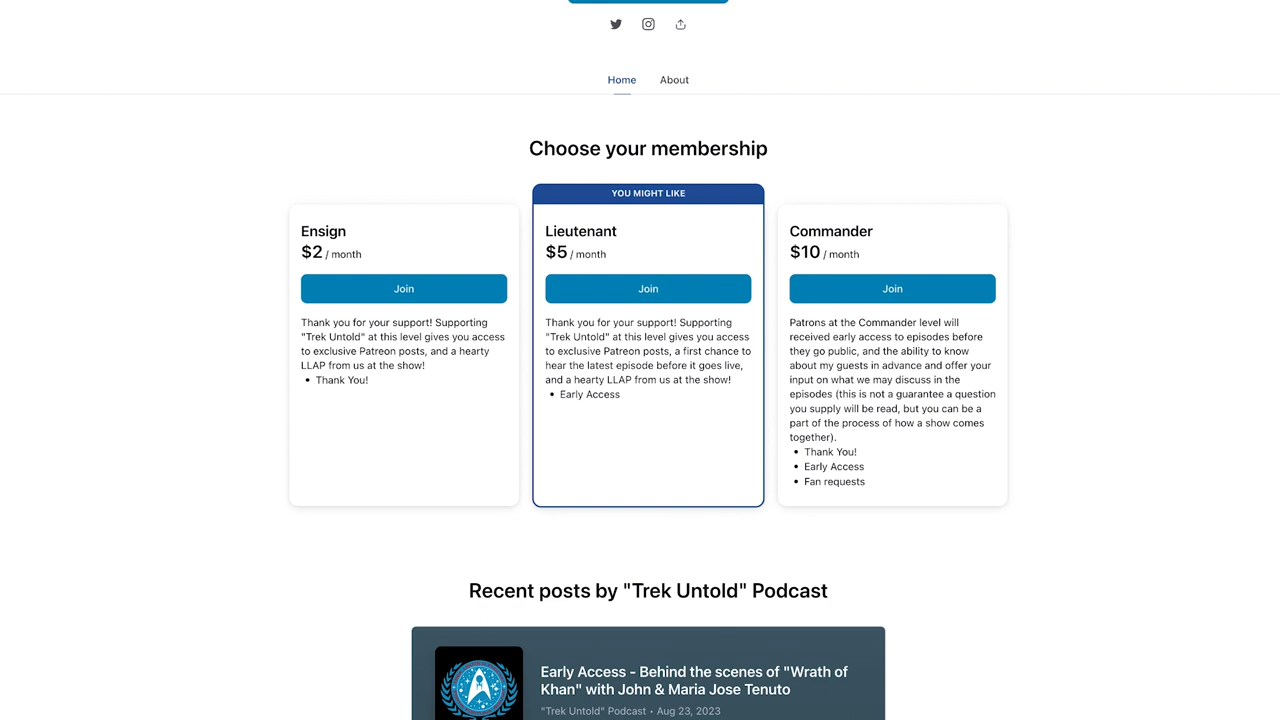 Home
About
Choose your membership
YOU MIGHT LIKE
Ensign
$2 / month
Join
Thank you for your support! Supporting
"Trek Untold" at this level gives you access
to exclusive Patreon posts, and a hearty
LLAP from us at the show!
• Thank You!
Lieutenant
$5 / month
Join
Thank you for your support! Supporting
"Trek Untold" at this level gives you access
to exclusive Patreon posts, a first chance to
hear the latest episode before it goes live,
and a hearty LLAP from us at the show!
• Early Access
Commander
$10 / month
Join
Patrons at the Commander level will
received early access to episodes before
they go public, and the ability to know
about my guests in advance and offer your
input on what we may discuss in the
episodes (this is not a guarantee a question
you supply will be read, but you can be a
part of the process of how a show comes
together).
• Thank You!
• Early Access
• Fan requests
Recent posts by "Trek Untold" Podcast
Early Access - Behind the scenes of "Wrath of
Khan" with John & Maria Jose Tenuto
"Trek Untold" Podcast • Aug 23, 2023